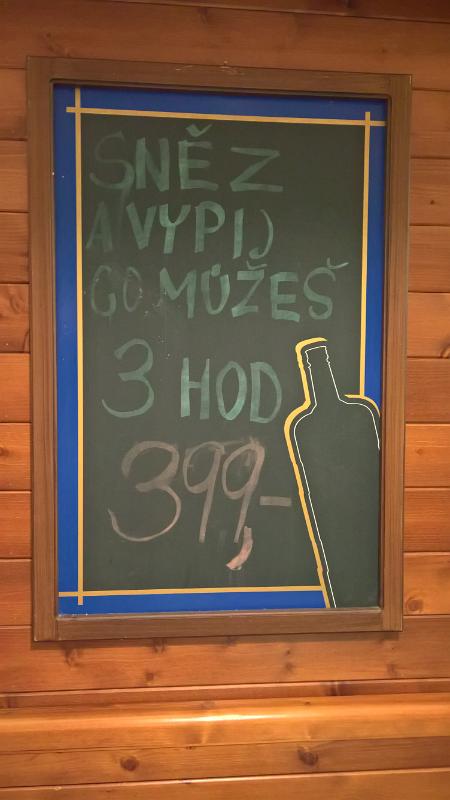 SNĚZ
A VYPIJ
CO MŮŽEŠ
3 HOD
399,-